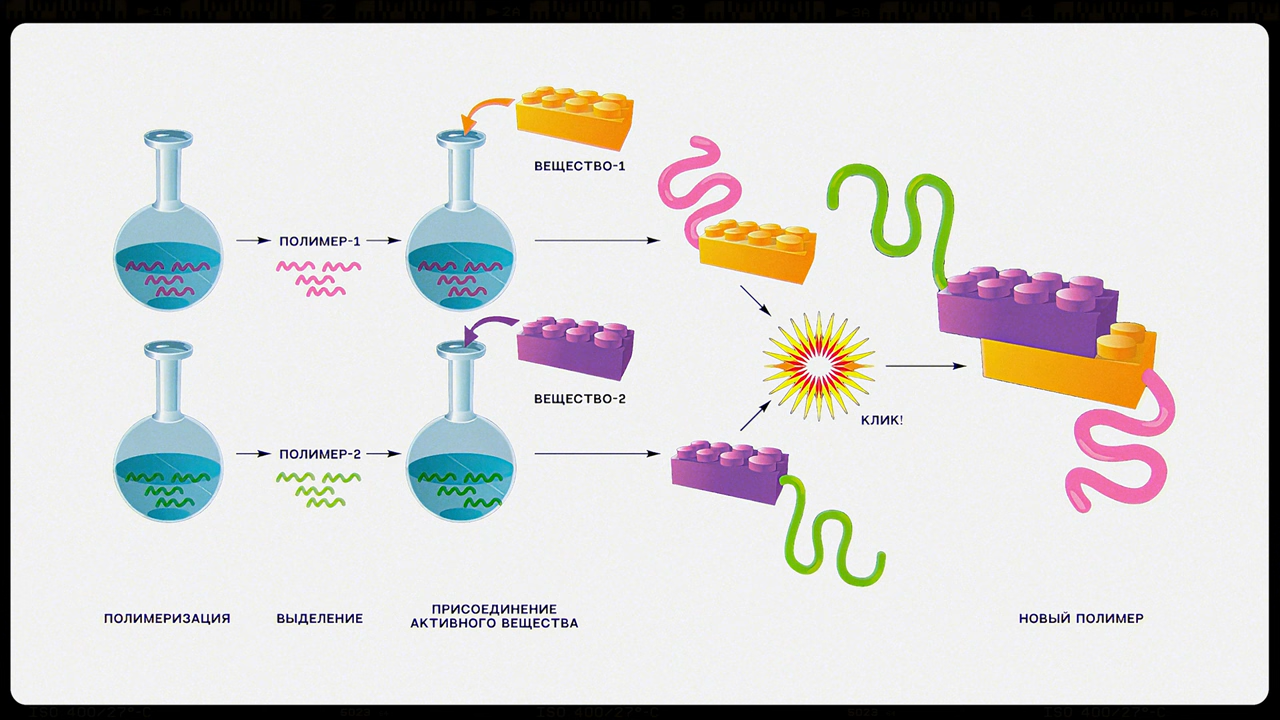 ВЕЩЕСТВО-1
ПОЛИМЕР-1
ВЕЩЕСТВО-2
КЛИК!
ПОЛИМЕР-2
ПОЛИМЕРИЗАЦИЯ
ВЫДЕЛЕНИЕ
ПРИСОЕДИНЕНИЕ
АКТИВНОГО ВЕЩЕСТВА
НОВЫЙ ПОЛИМЕР